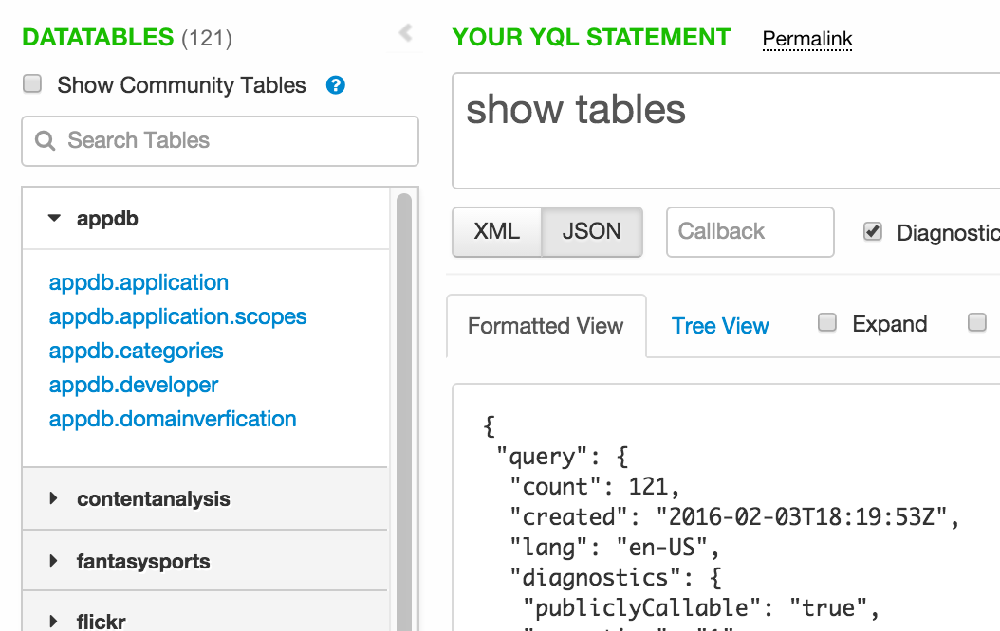 DATATABLES (121)
Show Community Tables ?
Search Tables
appdb
appdb.application
appdb.application.scopes
appdb.categories
appdb.developer
appdb.domainverfication
contentanalysis
fantasysports
flickr
YOUR YQL STATEMENT Permalink
show tables
XML JSON Callback Diagnostic
Formatted View Tree View Expand
{
"query": {
"count": 121,
"created": "2016-02-03T18:19:53Z",
"lang": "en-US",
"diagnostics": {
"publiclyCallable": "true",